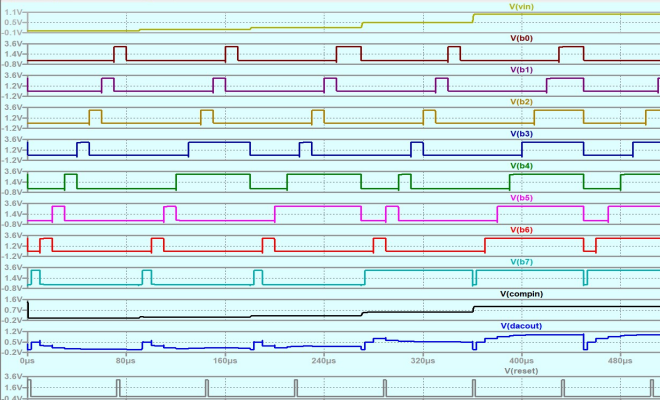 V(vin)
1.1V
0.5V
-0.1V
V(b0)
3.6V
1.4V
-0.8V
V(b1)
3.6V
1.2V
-1.2V
V(b2)
3.6V
1.2V
-1.2V
V(b3)
3.6V
1.2V
-1.2V
V(b4)
3.6V
1.4V
-0.8V
V(b5)
3.6V
1.4V
-0.8V
V(b6)
3.6V
1.2V
-1.2V
V(b7)
3.6V
1.4V
-0.8V
V(compin)
1.6V
0.7V
-0.2V
V(dacout)
1.2V
0.5V
-0.2V
0µs 80µs 160µs 240µs 320µs 400µs 480µs
V(reset)
3.6V
1.6V
-0.4V